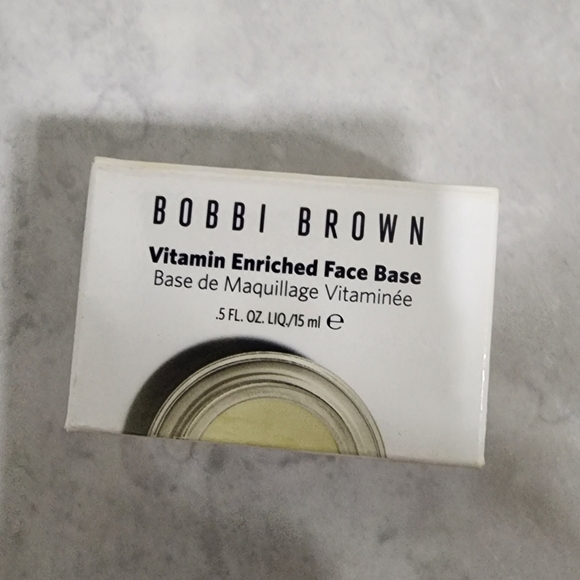 BOBBI BROWN
Vitamin Enriched Face Base
Base de Maquillage Vitaminée
.5 FL. OZ. LIQ./15 ml ℮